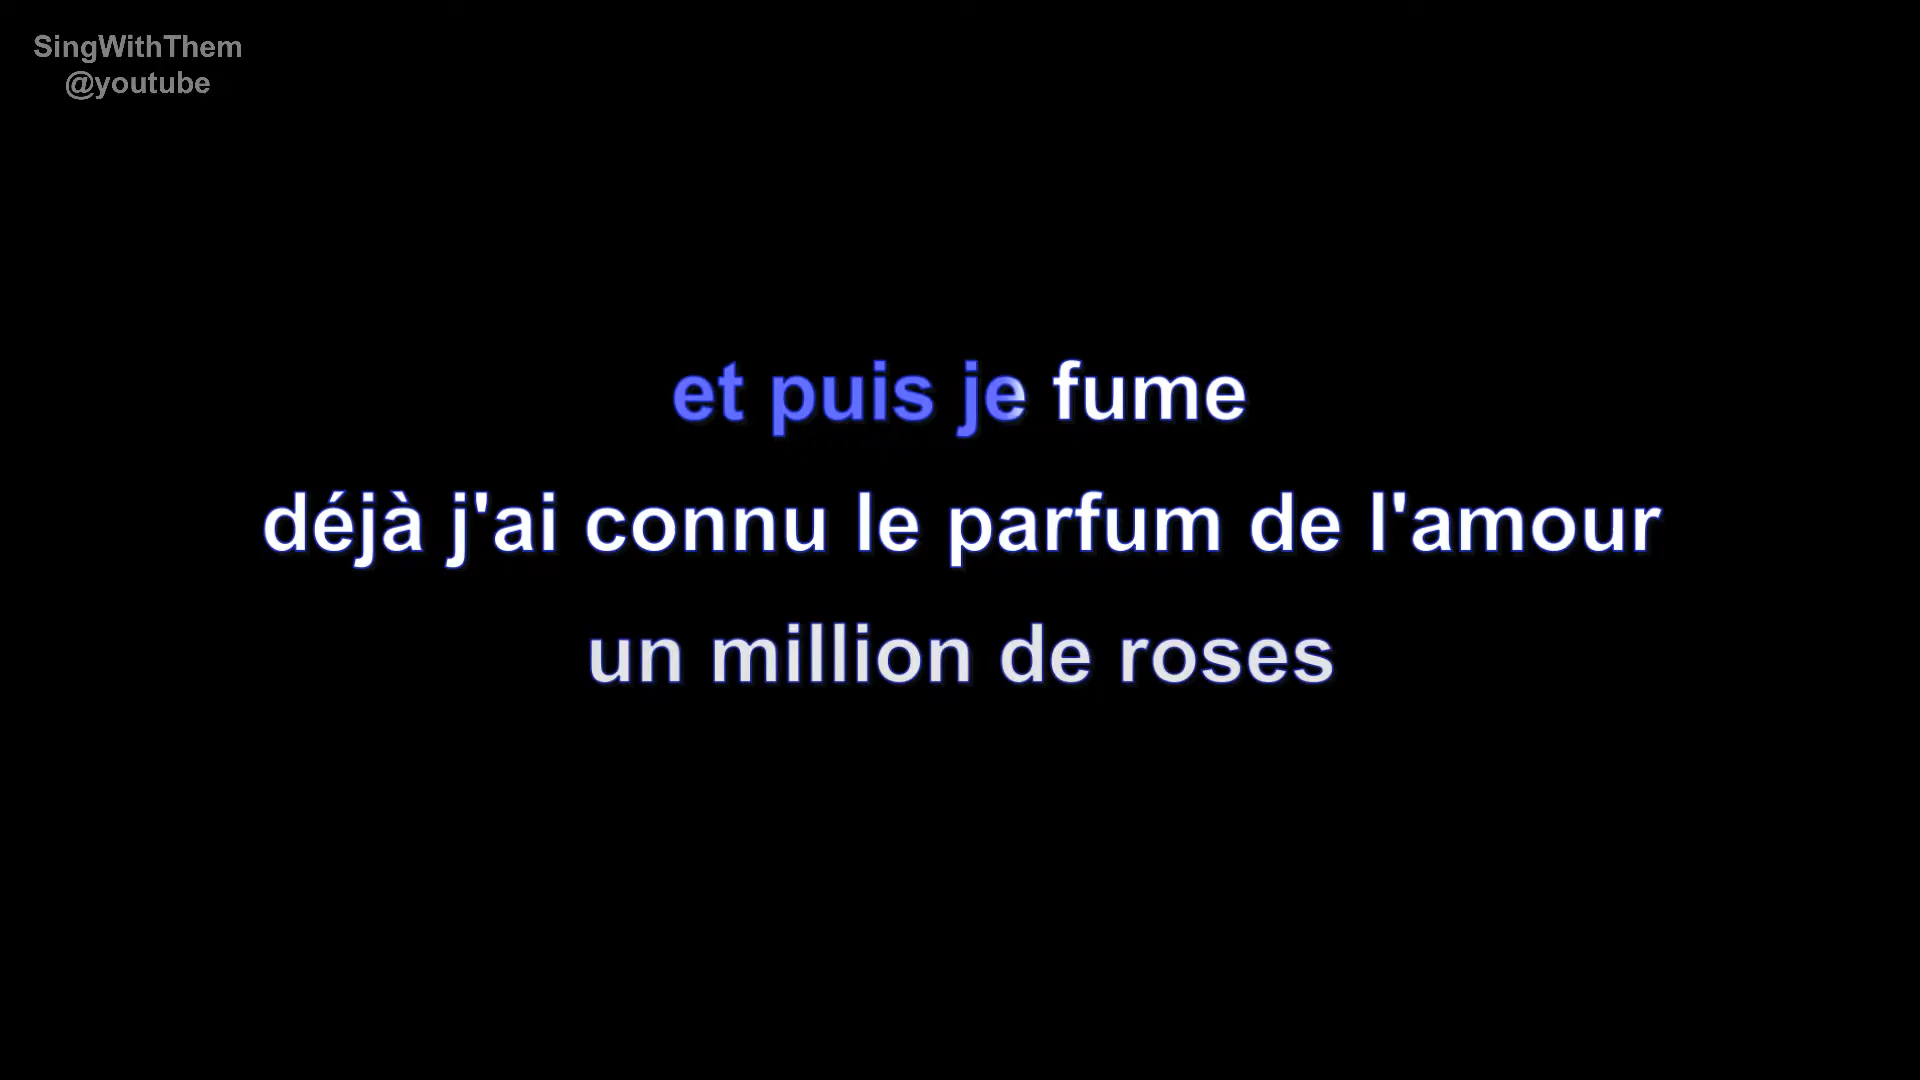 SingWithThem
@youtube
et puis je fume
déjà j'ai connu le parfum de l'amour
un million de roses